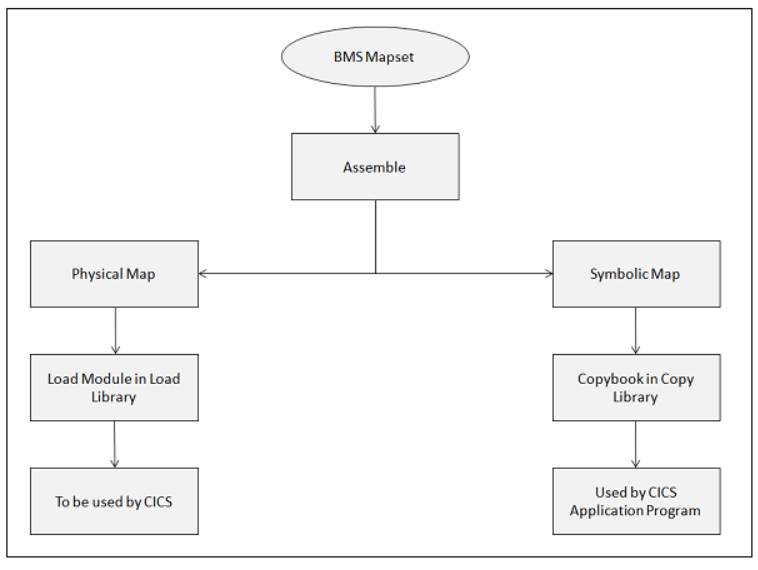 BMS Mapset
Assemble
Physical Map
Symbolic Map
Load Module in Load
Library
Copybook in Copy
Library
To be used by CICS
Used by CICS
Application Program